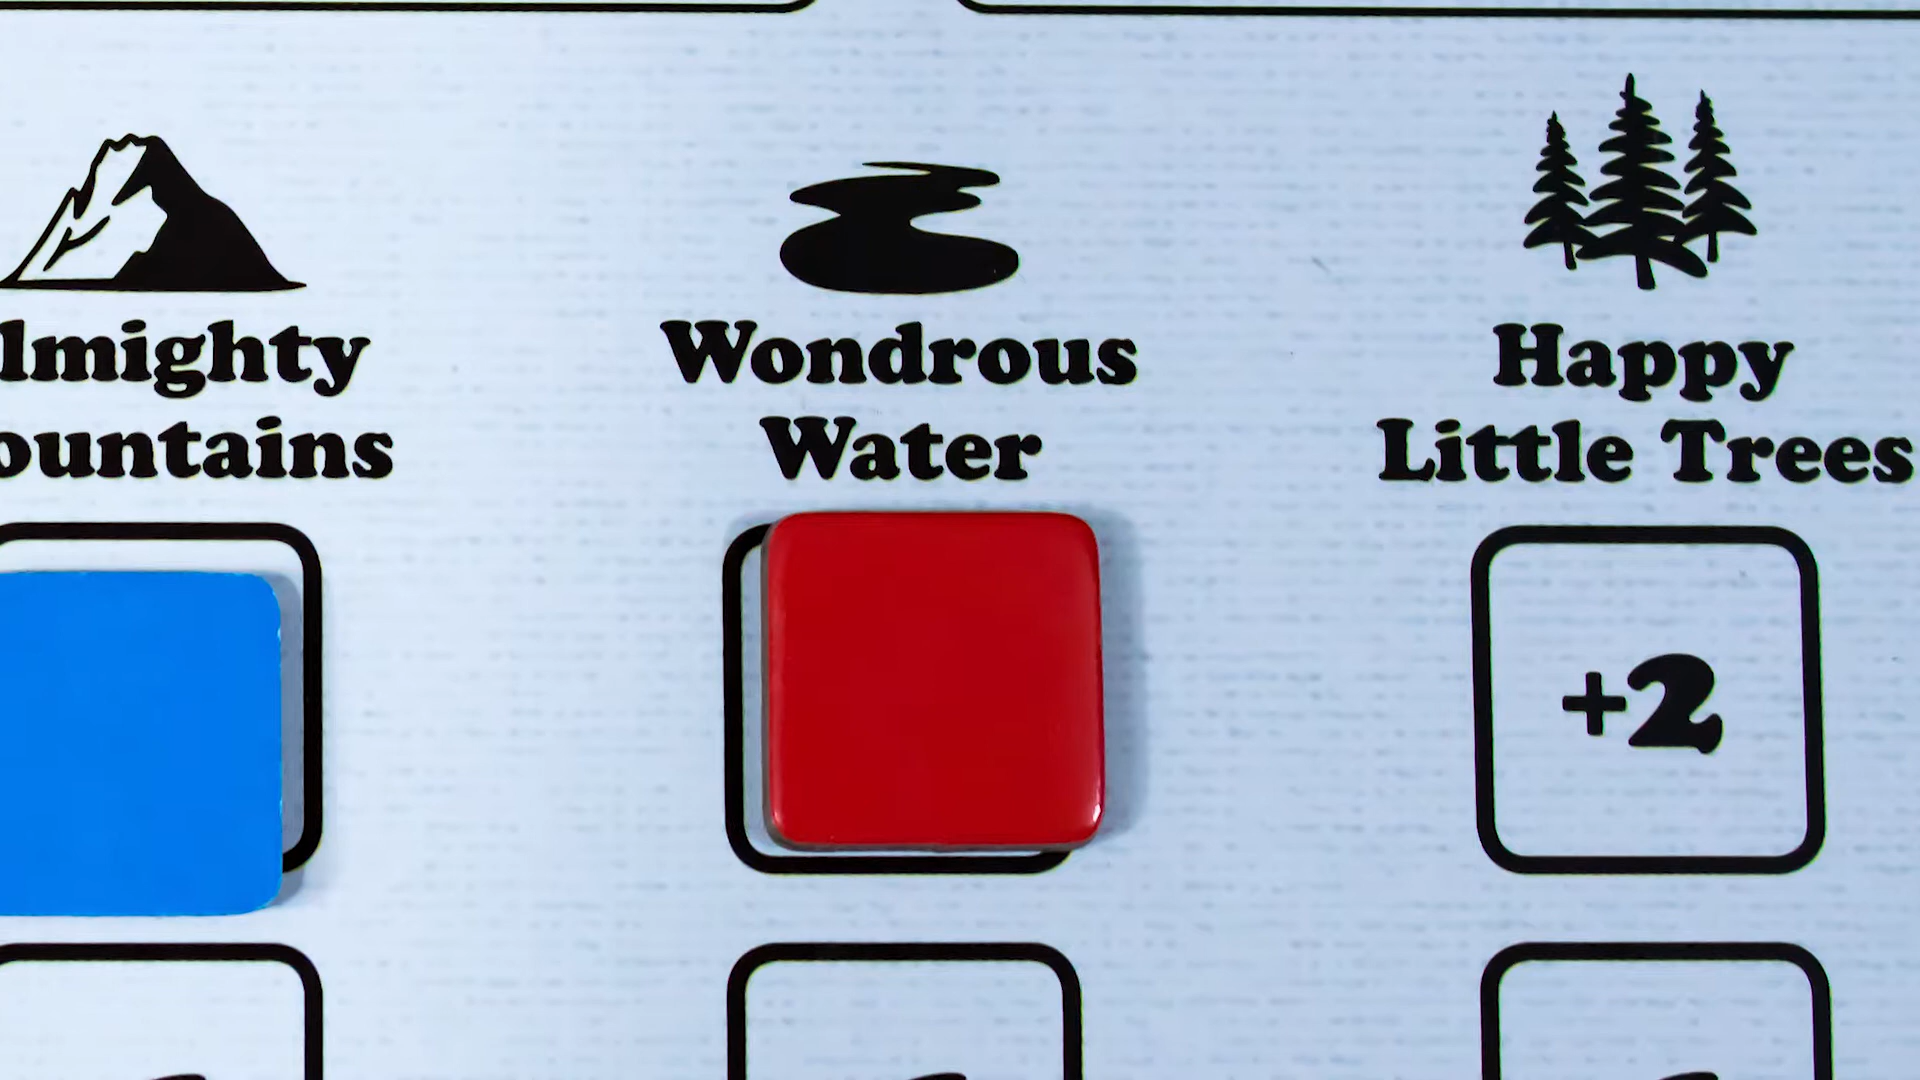 lmighty
ountains
Wondrous
Water
Happy
Little Trees
+2